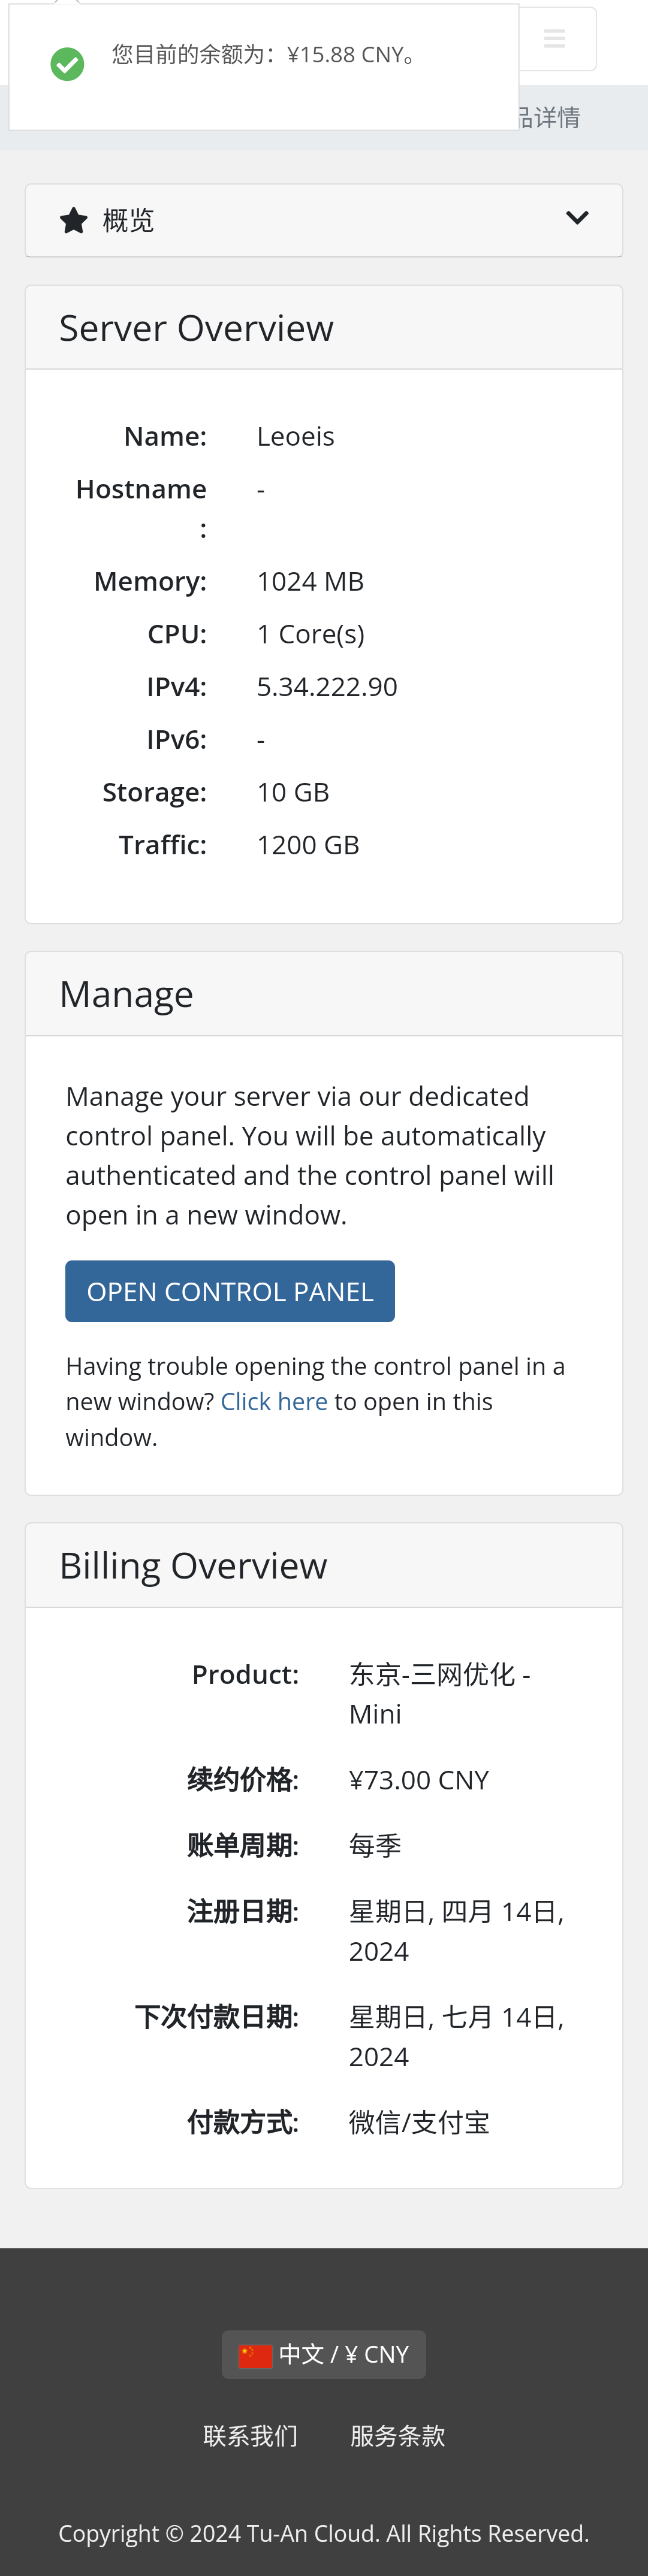 您目前的余额为：¥15.88 CNY。
品详情
概览
Server Overview
Name: Leoeis
Hostname -
:
Memory: 1024 MB
CPU: 1 Core(s)
IPv4: 5.34.222.90
IPv6: -
Storage: 10 GB
Traffic: 1200 GB
Manage
Manage your server via our dedicated
control panel. You will be automatically
authenticated and the control panel will
open in a new window.
OPEN CONTROL PANEL
Having trouble opening the control panel in a
new window? Click here to open in this
window.
Billing Overview
Product: 东京-三网优化 -
Mini
续约价格: ¥73.00 CNY
账单周期: 每季
注册日期: 星期日, 四月 14日,
2024
下次付款日期: 星期日, 七月 14日,
2024
付款方式: 微信/支付宝
中文 / ¥ CNY
联系我们 服务条款
Copyright © 2024 Tu-An Cloud. All Rights Reserved.